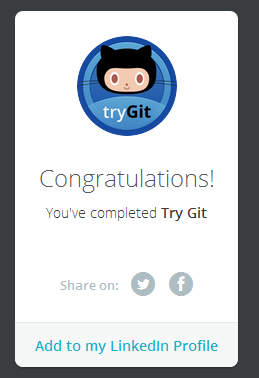 tryGit
Congratulations!
You've completed Try Git
Share on:
Add to my LinkedIn Profile